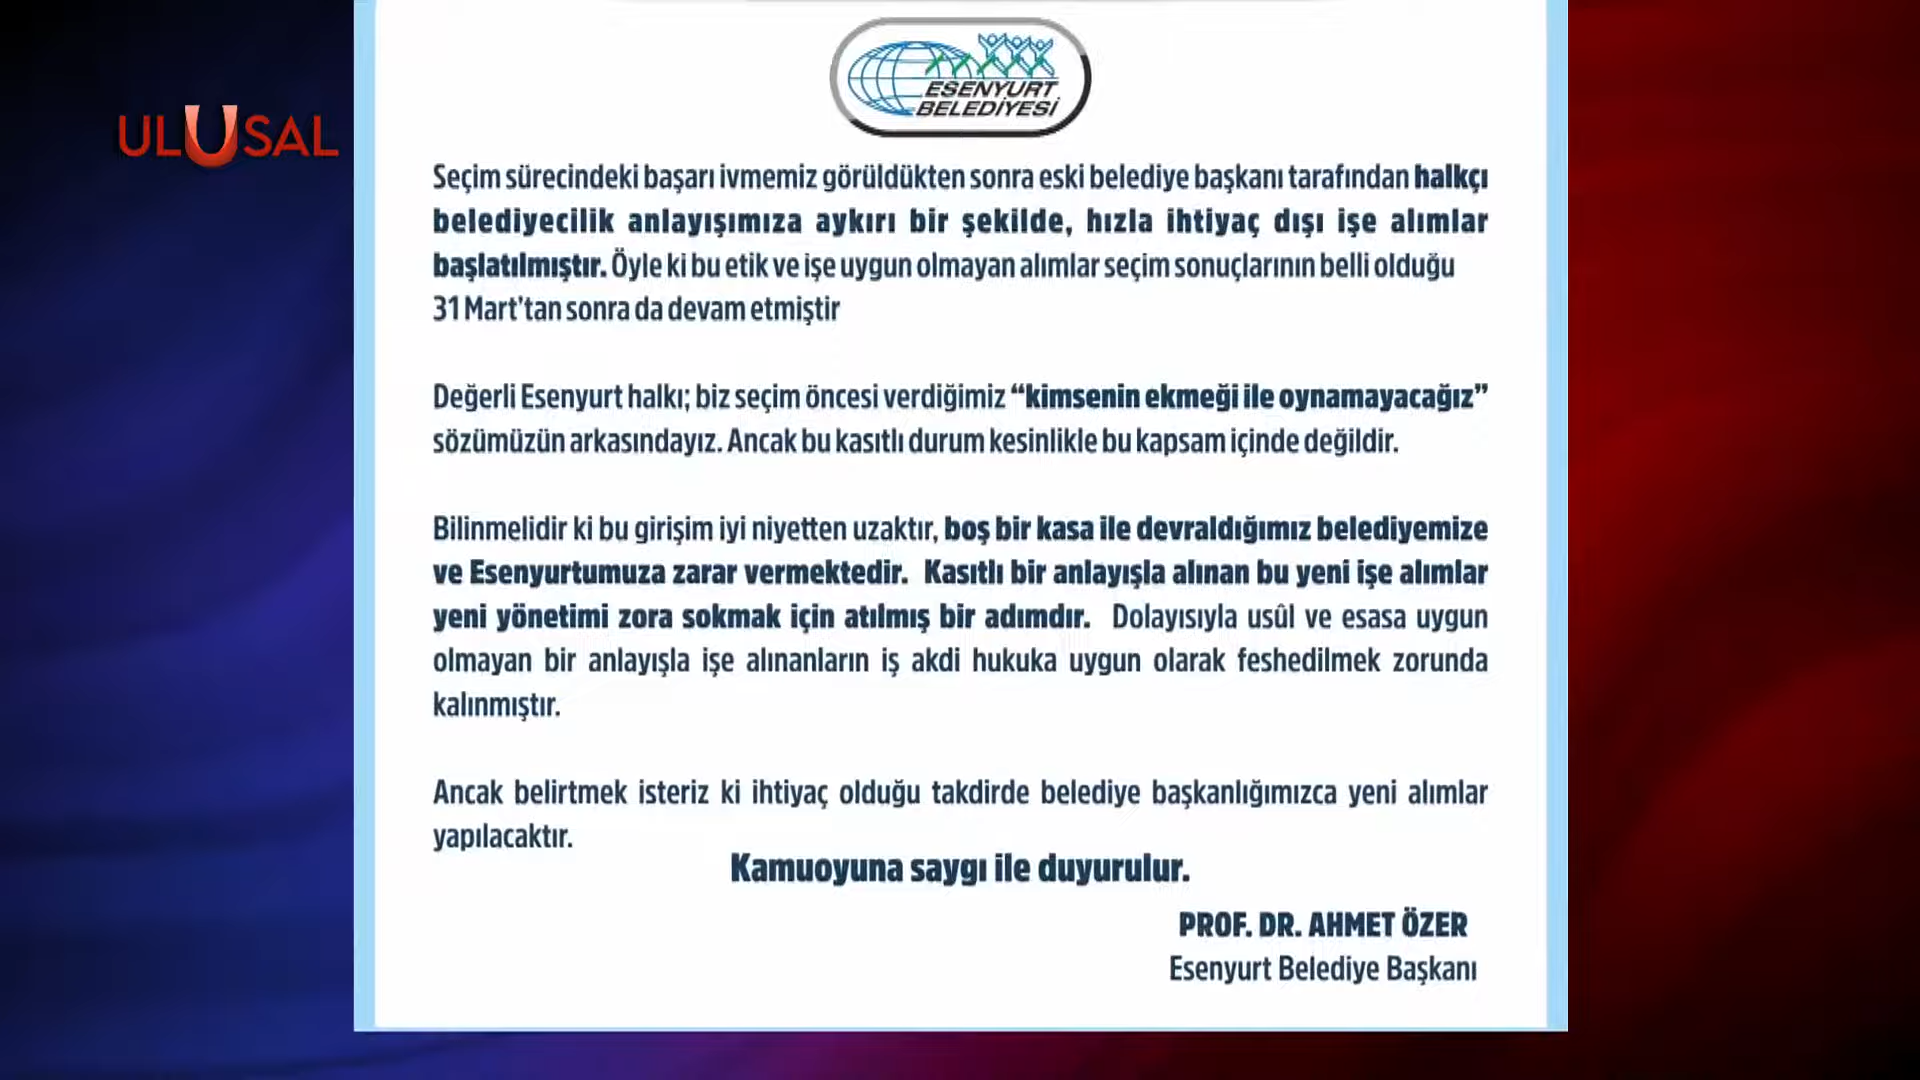 ESENYURT
BELEDİYESİ
ULUSAL
Seçim sürecindeki başarı ivmemiz görüldükten sonra eski belediye başkanı tarafından halkçı
belediyecilik anlayışımıza aykırı bir şekilde, hızla ihtiyaç dışı işe alımlar
başlatılmıştır. Öyle ki bu etik ve işe uygun olmayan alımlar seçim sonuçlarının belli olduğu
31 Mart'tan sonra da devam etmiştir
Değerli Esenyurt halkı; biz seçim öncesi verdiğimiz “kimsenin ekmeği ile oynamayacağız”
sözümüzün arkasındayız. Ancak bu kasıtlı durum kesinlikle bu kapsam içinde değildir.
Bilinmelidir ki bu girişim iyi niyetten uzaktır, boş bir kasa ile devraldığımız belediyemize
ve Esenyurtumuza zarar vermektedir. Kasıtlı bir anlayışla alınan bu yeni işe alımlar
yeni yönetimi zora sokmak için atılmış bir adımdır. Dolayısıyla usûl ve esasa uygun
olmayan bir anlayışla işe alınanların iş akdi hukuka uygun olarak feshedilmek zorunda
kalınmıştır.
Ancak belirtmek isteriz ki ihtiyaç olduğu takdirde belediye başkanlığımızca yeni alımlar
yapılacaktır.
Kamuoyuna saygı ile duyurulur.
PROF. DR. AHMET ÖZER
Esenyurt Belediye Başkanı